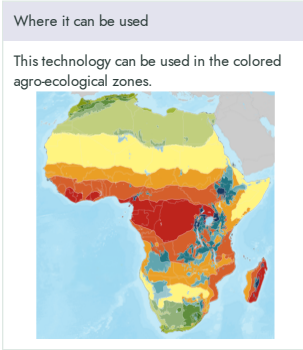 Where it can be used
This technology can be used in the colored
agro-ecological zones.